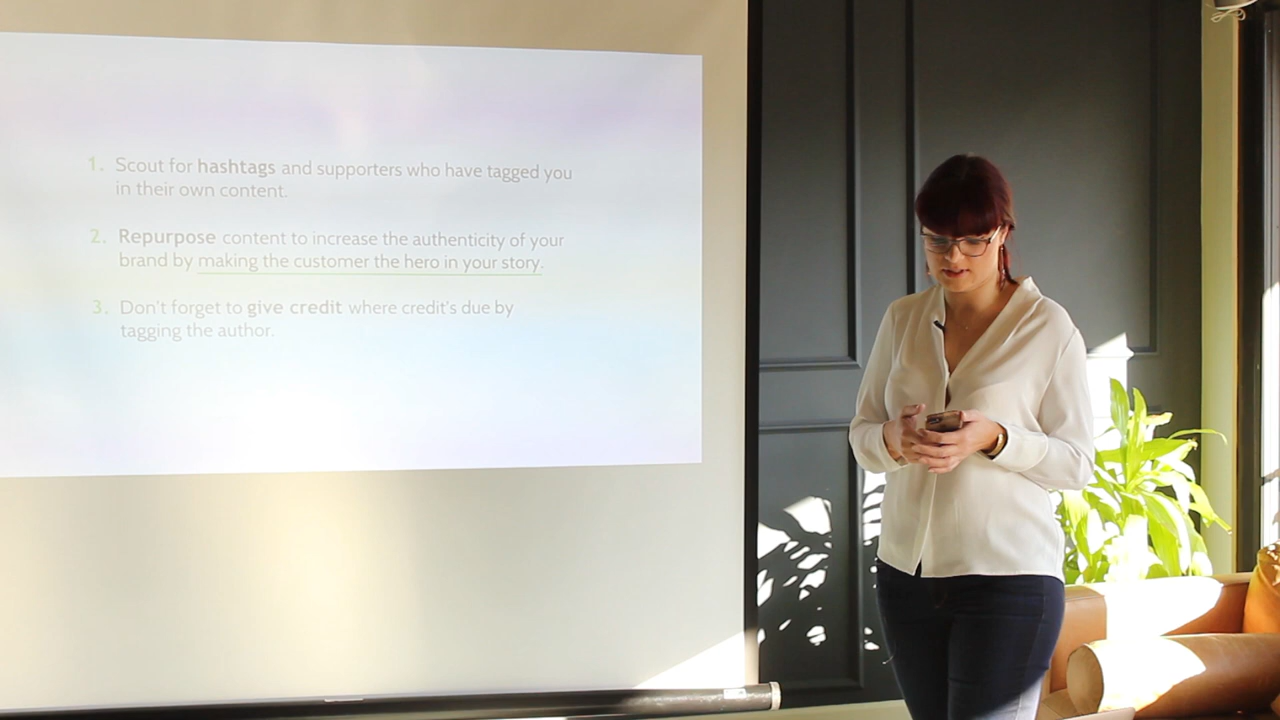 1. Scout for hashtags and supporters who have tagged you
in their own content.
2. Repurpose content to increase the authenticity of your
brand by making the customer the hero in your story.
3. Don't forget to give credit where credit's due by
tagging the author.